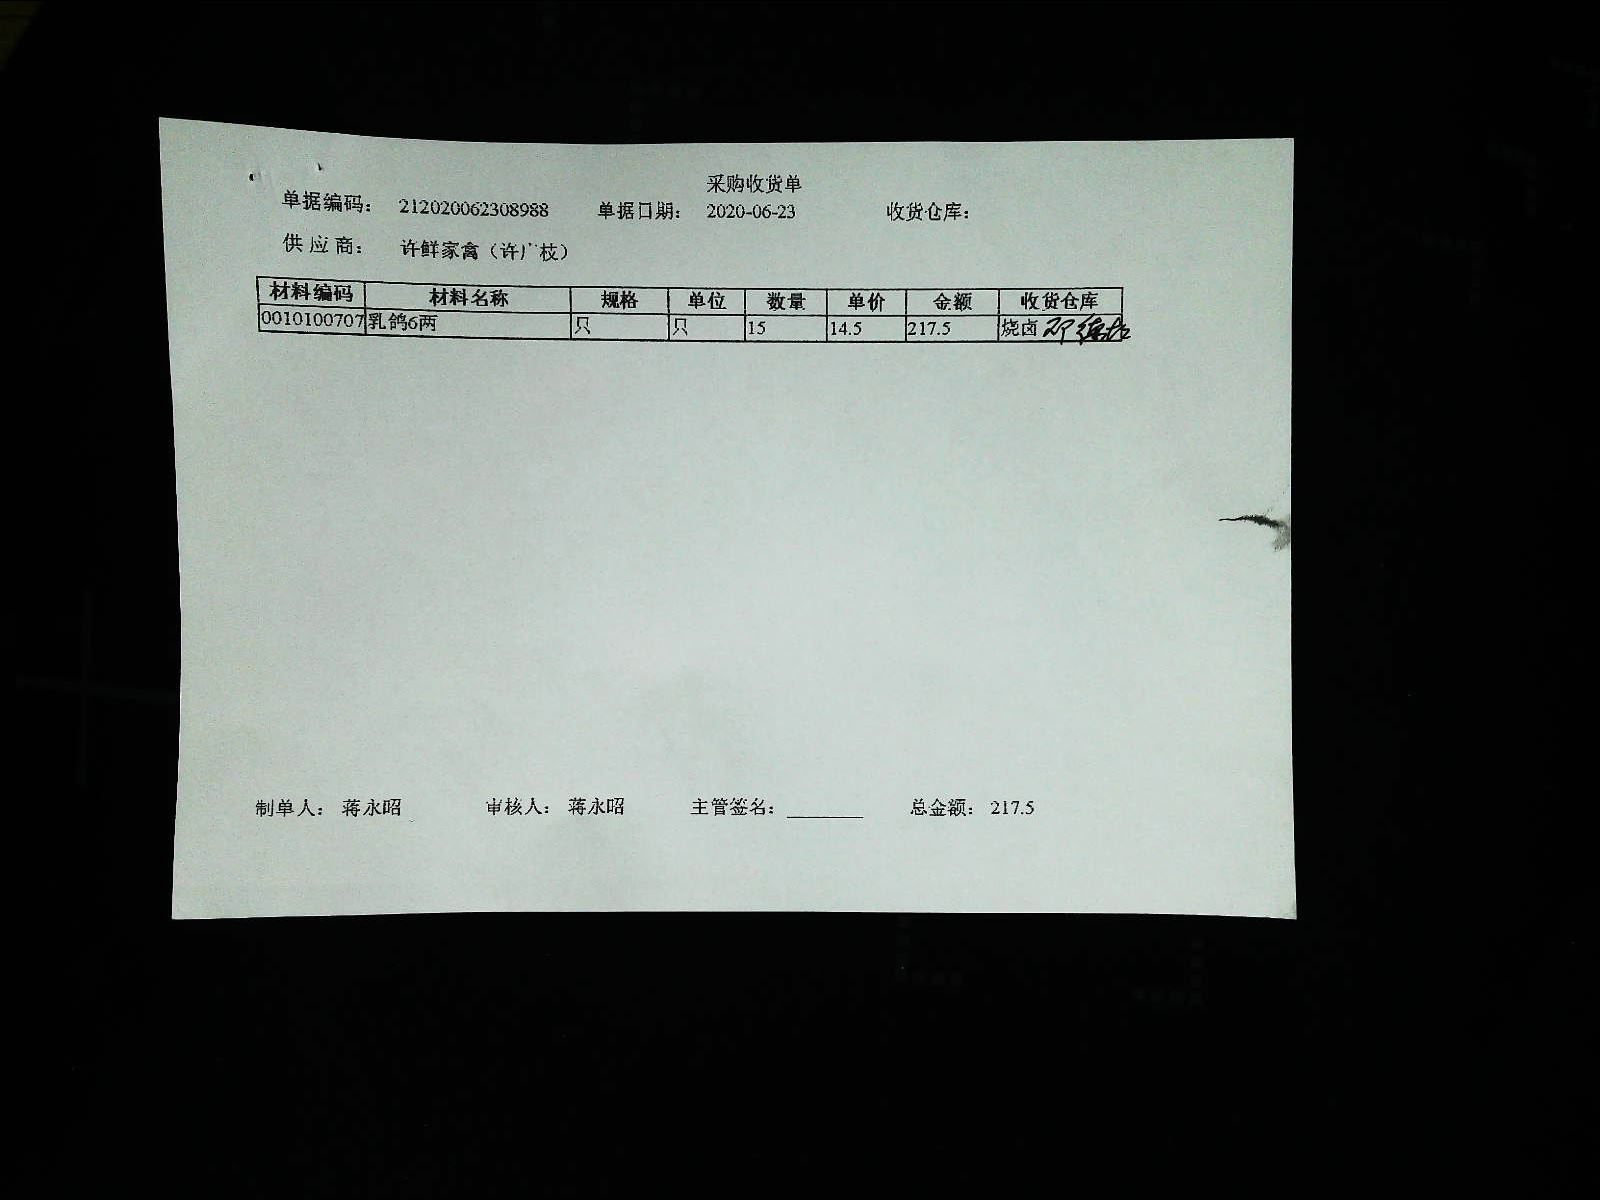 采购收货单
单据编码： 212020062308988 单据日期： 2020-06-23 收货仓库：
供应商： 许鲜家禽（许广枝）
材料编码 材料名称 规格 单位 数量 单价 金额 收货仓库
0010100707 乳鸽6两 只 只 15 14.5 217.5 烧卤
制单人： 蒋永昭 审核人： 蒋永昭 主管签名：______ 总金额： 217.5